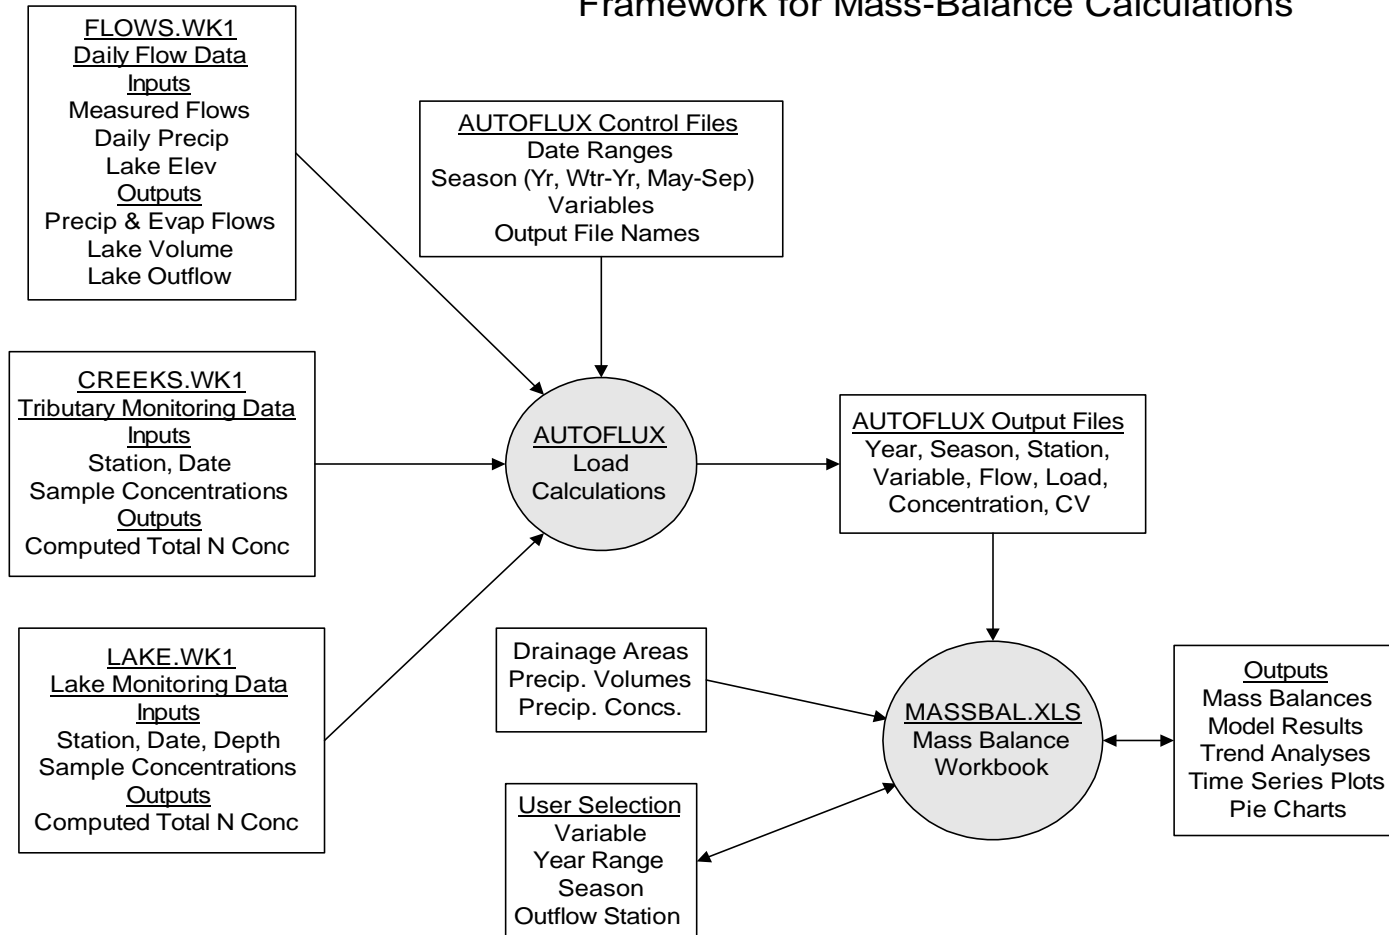 Framework for Mass-Balance Calculations
FLOWS.WK1
Daily Flow Data
Inputs
Measured Flows
Daily Precip
Lake Elev
Outputs
Precip & Evap Flows
Lake Volume
Lake Outflow
AUTOFLUX Control Files
Date Ranges
Season (Yr, Wtr-Yr, May-Sep)
Variables
Output File Names
CREEKS.WK1
Tributary Monitoring Data
Inputs
Station, Date
Sample Concentrations
Outputs
Computed Total N Conc
AUTOFLUX
Load
Calculations
AUTOFLUX Output Files
Year, Season, Station,
Variable, Flow, Load,
Concentration, CV
LAKE.WK1
Lake Monitoring Data
Inputs
Station, Date, Depth
Sample Concentrations
Outputs
Computed Total N Conc
Drainage Areas
Precip. Volumes
Precip. Concs.
MASSBAL.XLS
Mass Balance
Workbook
Outputs
Mass Balances
Model Results
Trend Analyses
Time Series Plots
Pie Charts
User Selection
Variable
Year Range
Season
Outflow Station